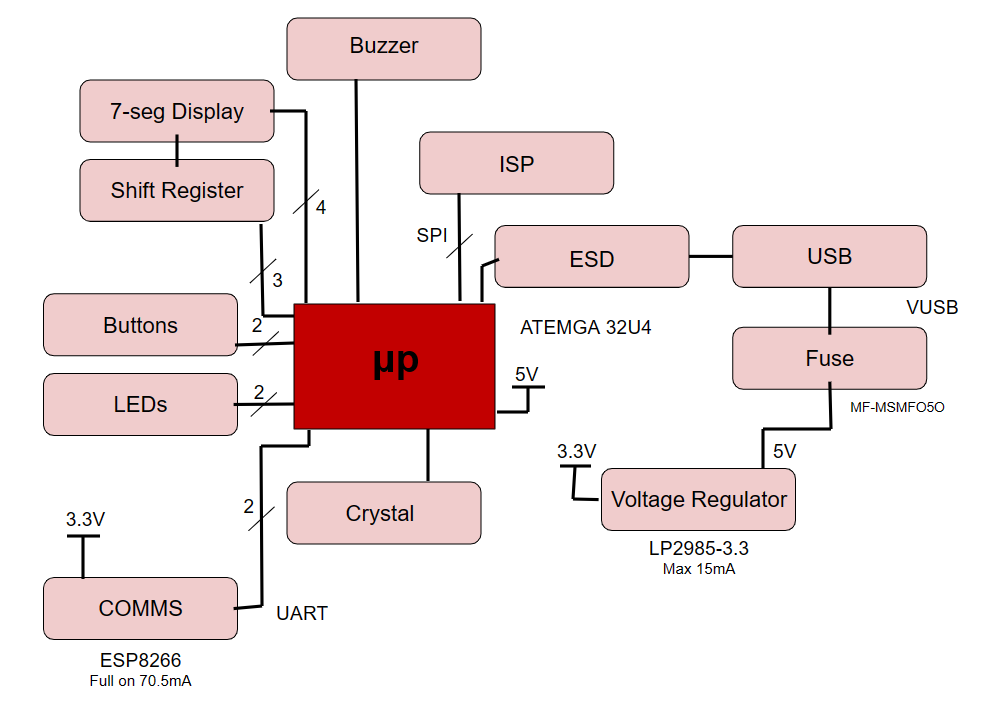 Buzzer
7-seg Display
ISP
Shift Register
4
SPI
ESD
USB
3
VUSB
Buttons
2
ATEMGA 32U4
µp
Fuse
5V
LEDs
2
MF-MSMFO5O
3.3V
5V
Voltage Regulator
2
Crystal
3.3V
LP2985-3.3
Max 15mA
COMMS
UART
ESP8266
Full on 70.5mA